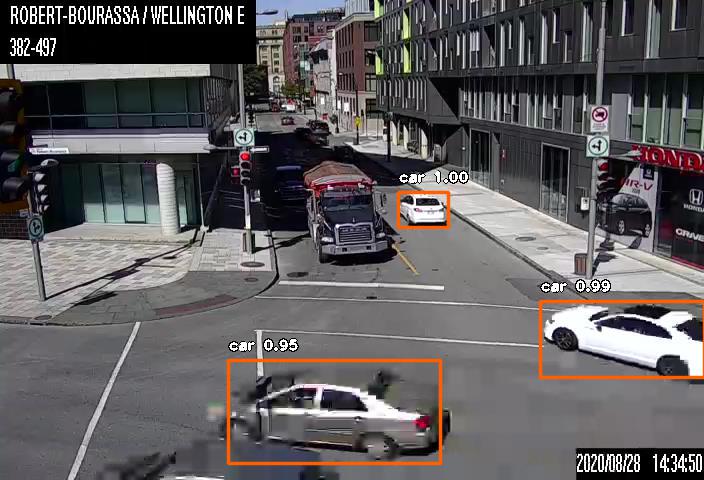 ROBERT-BOURASSA / WELLINGTON E
382-497
car 1.00
HONDA
HR-V
HONDA
car 0.99
car 0.95
2020/08/28 14:34:50